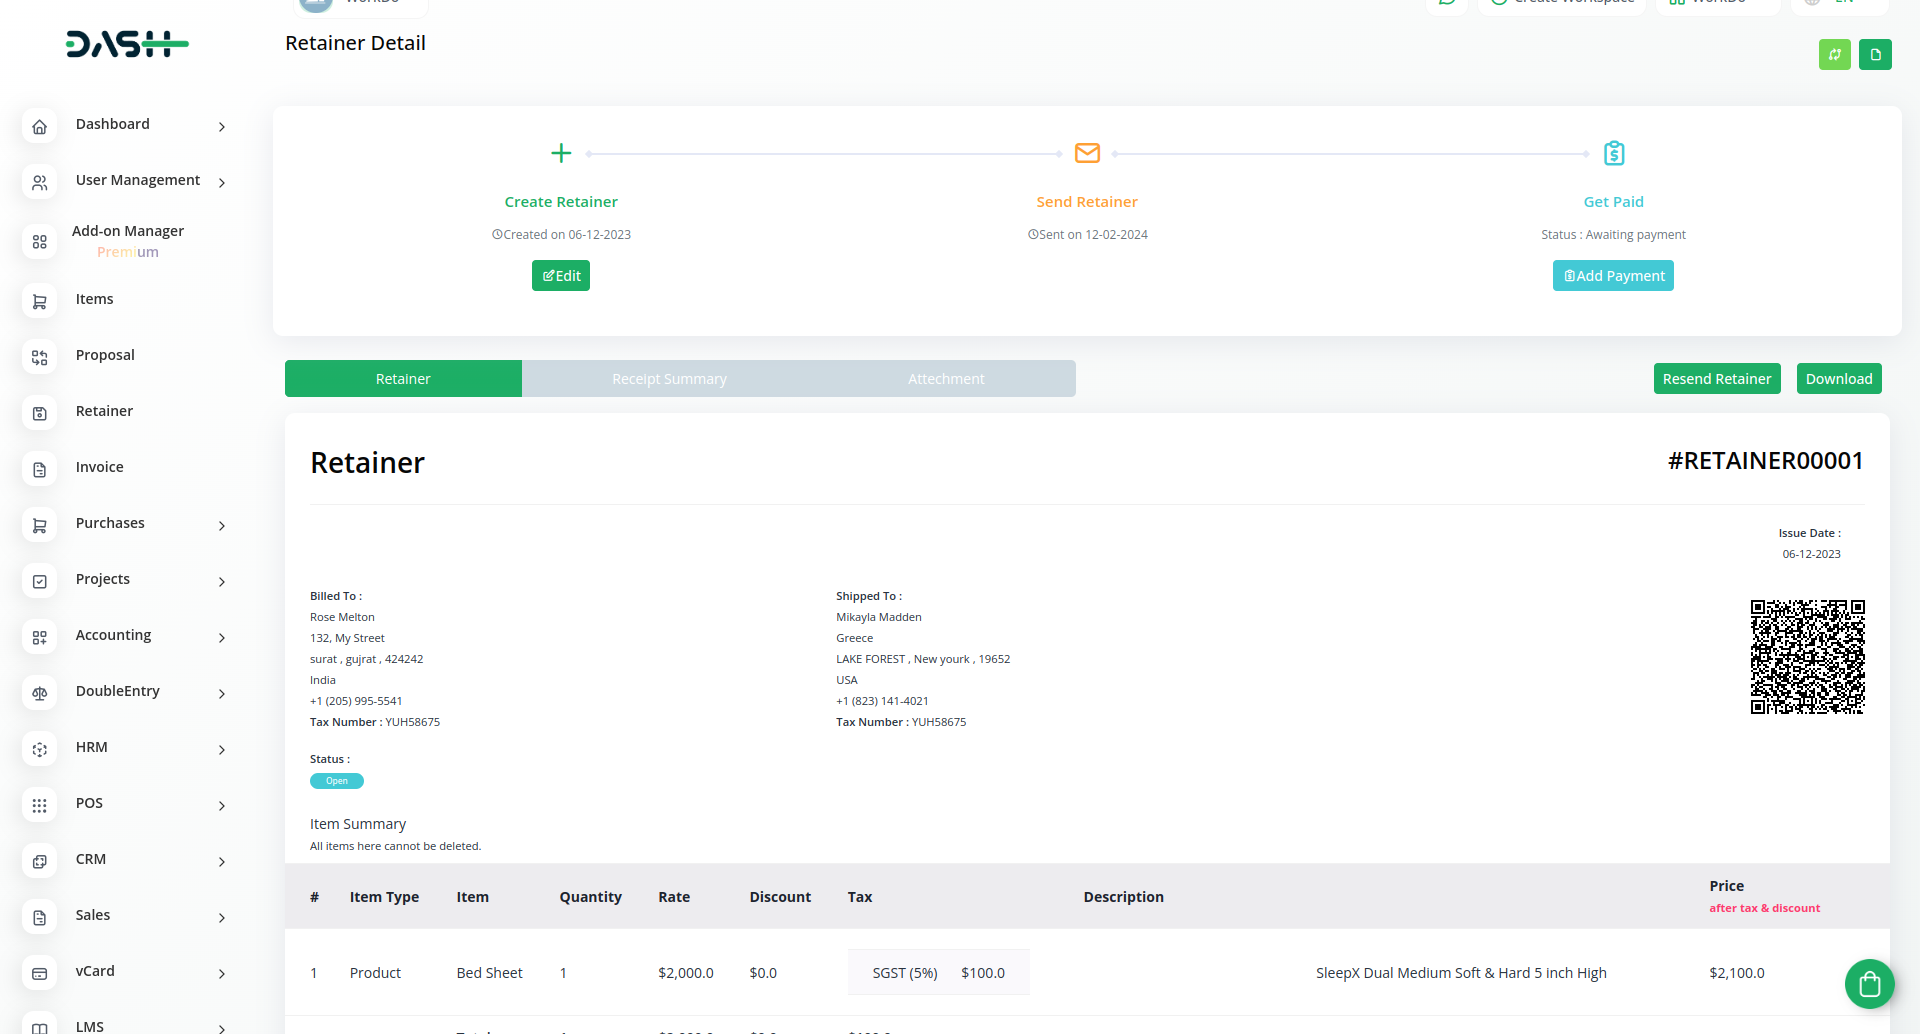 WorkDo
Create Workspace
WorkDo
EN
DASH
Retainer Detail
Dashboard
User Management
Add-on Manager
Premium
Items
Proposal
Retainer
Invoice
Purchases
Projects
Accounting
DoubleEntry
HRM
POS
CRM
Sales
vCard
LMS
Create Retainer
Created on 06-12-2023
Edit
Send Retainer
Sent on 12-02-2024
Get Paid
Status : Awaiting payment
Add Payment
Retainer Receipt Summary Attechment
Resend Retainer Download
Retainer
#RETAINER00001
Issue Date :
06-12-2023
Billed To :
Rose Melton
132, My Street
surat , gujrat , 424242
India
+1 (205) 995-5541
Tax Number : YUH58675
Shipped To :
Mikayla Madden
Greece
LAKE FOREST , New yourk , 19652
USA
+1 (823) 141-4021
Tax Number : YUH58675
Status :
Open
Item Summary
All items here cannot be deleted.
# Item Type Item Quantity Rate Discount Tax Description Price
after tax & discount
1 Product Bed Sheet 1 $2,000.0 $0.0 SGST (5%) $100.0 SleepX Dual Medium Soft & Hard 5 inch High $2,100.0